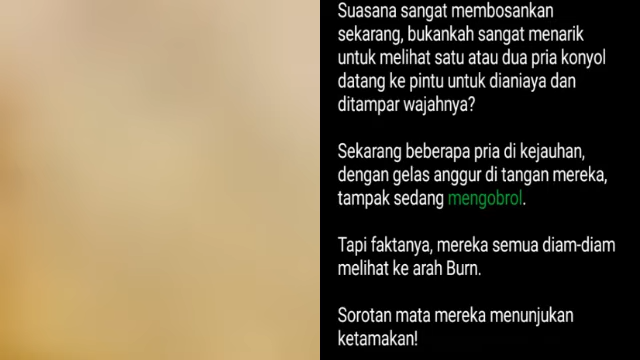 Suasana sangat membosankan
sekarang, bukankah sangat menarik
untuk melihat satu atau dua pria konyol
datang ke pintu untuk dianiaya dan
ditampar wajahnya?
Sekarang beberapa pria di kejauhan,
dengan gelas anggur di tangan mereka,
tampak sedang mengobrol.
Tapi faktanya, mereka semua diam-diam
melihat ke arah Burn.
Sorotan mata mereka menunjukan
ketamakan!